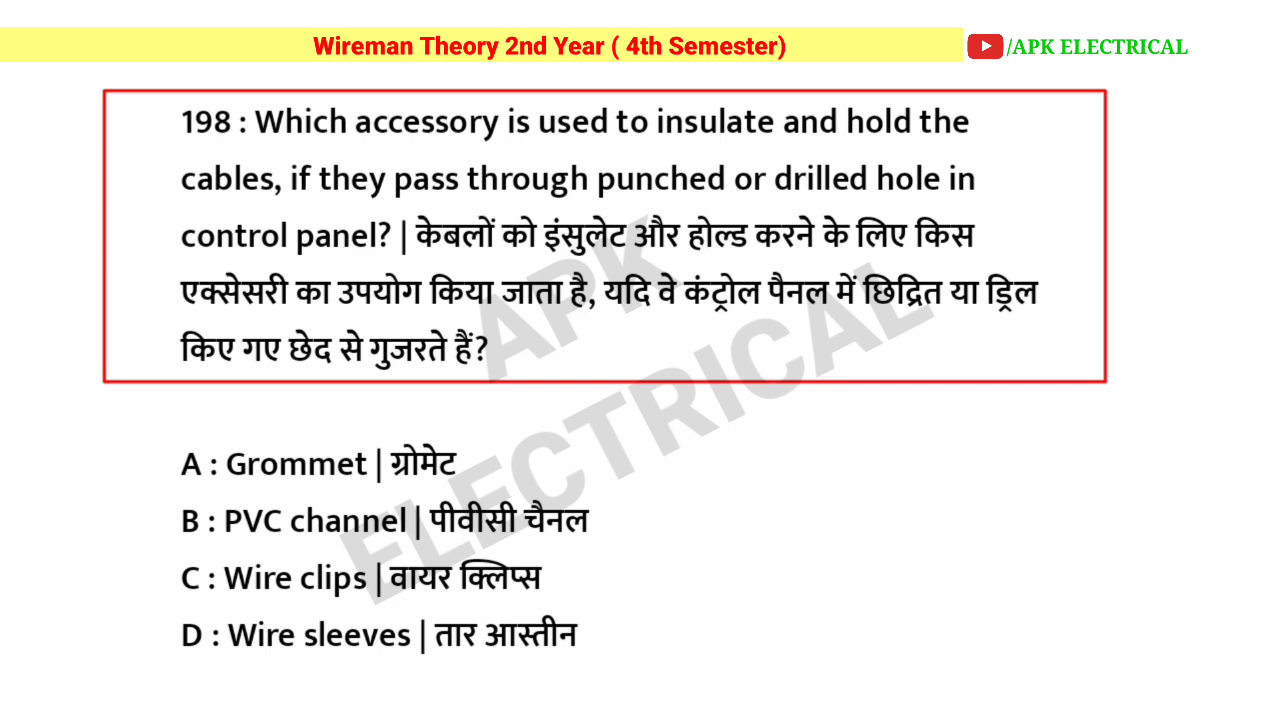 Wireman Theory 2nd Year ( 4th Semester)
/APK ELECTRICAL
198 : Which accessory is used to insulate and hold the
cables, if they pass through punched or drilled hole in
control panel? | केबलों को इंसुलेट और होल्ड करने के लिए किस
एक्सेसरी का उपयोग किया जाता है, यदि वे कंट्रोल पैनल में छिद्रित या ड्रिल
किए गए छेद से गुजरते हैं?
APK
ELECTRICAL
A : Grommet | ग्रोमेट
B : PVC channel | पीवीसी चैनल
C : Wire clips | वायर क्लिप्स
D : Wire sleeves | तार आस्तीन